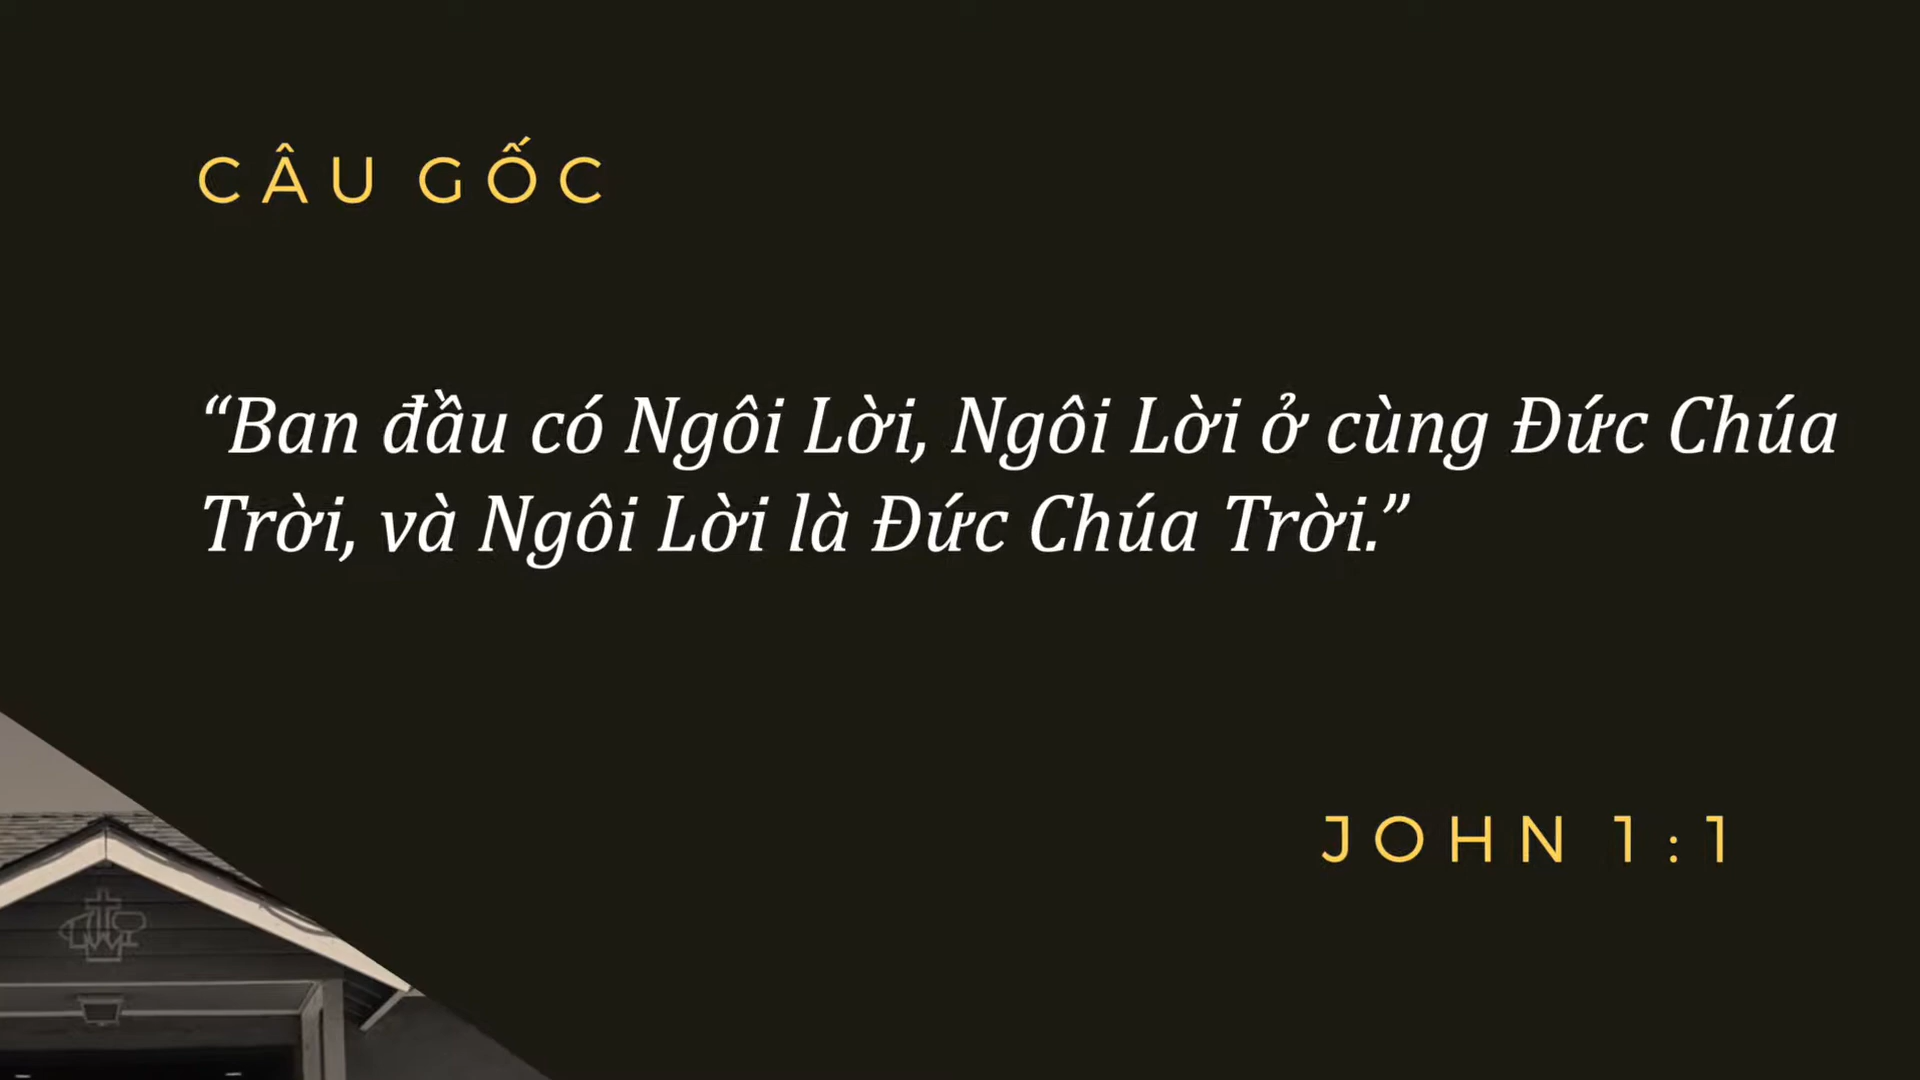 CÂU GỐC
“Ban đầu có Ngôi Lời, Ngôi Lời ở cùng Đức Chúa
Trời, và Ngôi Lời là Đức Chúa Trời.”
JOHN 1:1